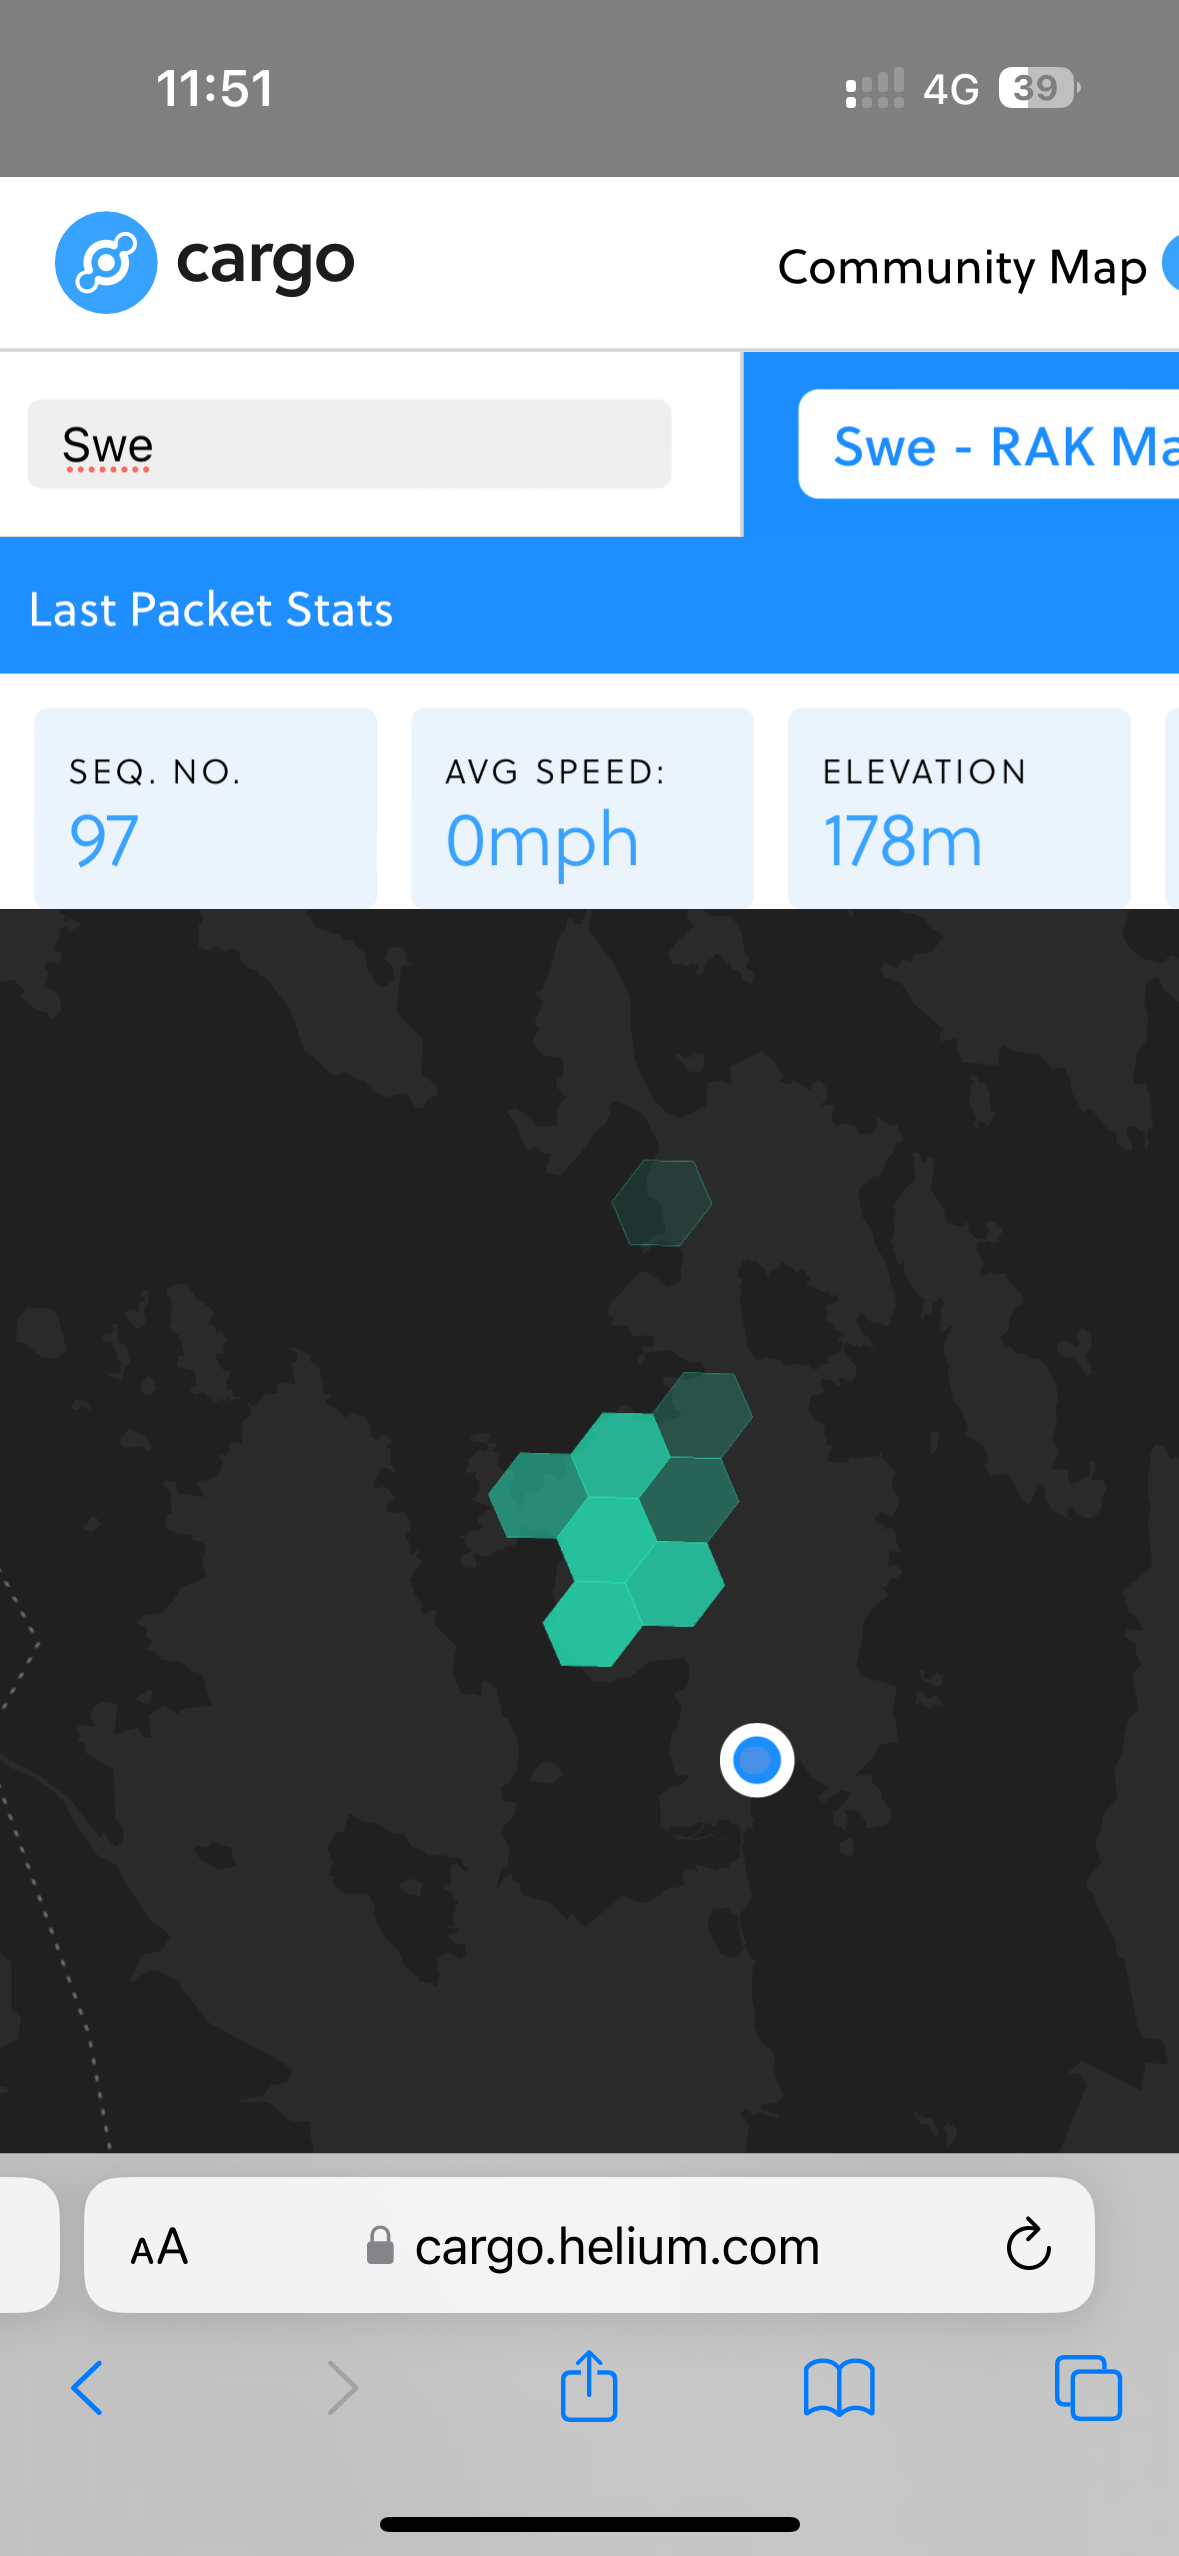 11:51
4G 39
cargo
Community Map
Swe
Swe - RAK Ma
Last Packet Stats
SEQ. NO.
97
AVG SPEED:
0mph
ELEVATION
178m
AA
cargo.helium.com